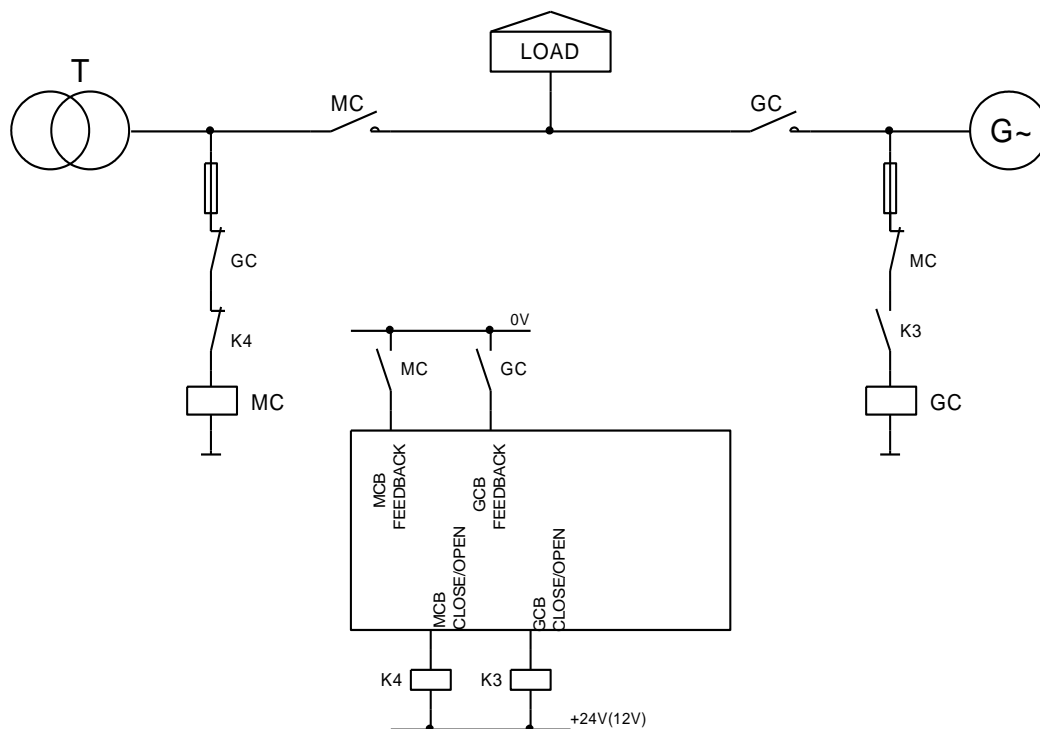 LOAD
T
MC
GC
G~
GC
MC
K4
K3
0V
MC
GC
MC
GC
MCB
FEEDBACK
GCB
FEEDBACK
MCB
CLOSE/OPEN
GCB
CLOSE/OPEN
K4
K3
+24V(12V)